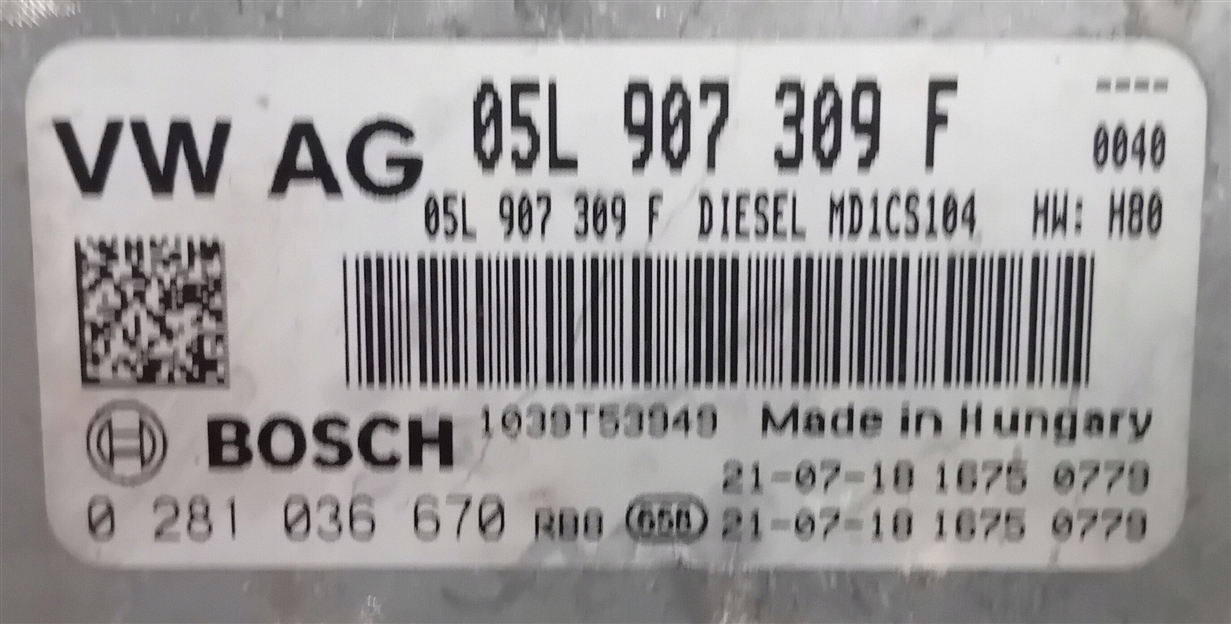 VW AG 05L 907 309 F ----
0040
05L 907 309 F DIESEL MD1CS104 HW: H80
BOSCH 1039T53949 Made in Hungary
21-07-18 1675 0779
0 281 036 670 RB8 21-07-18 1675 0779